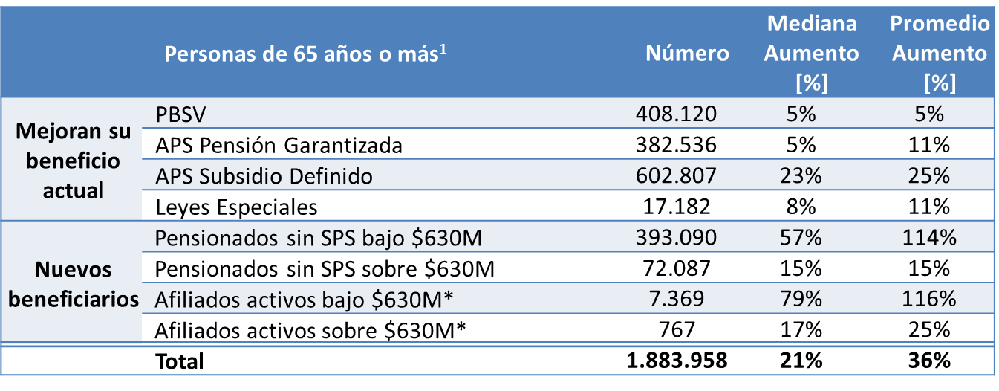 Personas de 65 años o más¹ Número Mediana Aumento [%] Promedio Aumento [%]
Mejoran su beneficio actual
PBSV 408.120 5% 5%
APS Pensión Garantizada 382.536 5% 11%
APS Subsidio Definido 602.807 23% 25%
Leyes Especiales 17.182 8% 11%
Nuevos beneficiarios
Pensionados sin SPS bajo $630M 393.090 57% 114%
Pensionados sin SPS sobre $630M 72.087 15% 15%
Afiliados activos bajo $630M* 7.369 79% 116%
Afiliados activos sobre $630M* 767 17% 25%
Total 1.883.958 21% 36%